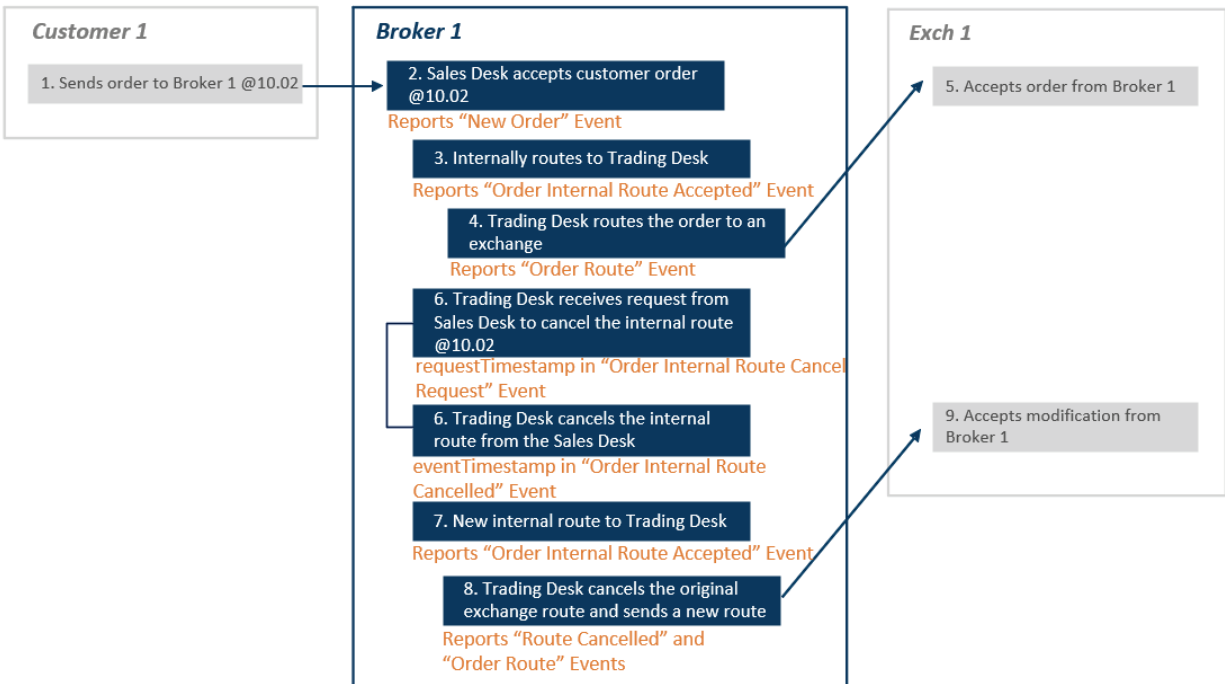 Customer 1
1. Sends order to Broker 1 @10.02
Broker 1
2. Sales Desk accepts customer order
@10.02
Reports “New Order” Event
3. Internally routes to Trading Desk
Reports “Order Internal Route Accepted” Event
4. Trading Desk routes the order to an
exchange
Reports “Order Route” Event
6. Trading Desk receives request from
Sales Desk to cancel the internal route
@10.02
requestTimestamp in “Order Internal Route Cancel
Request” Event
6. Trading Desk cancels the internal
route from the Sales Desk
eventTimestamp in “Order Internal Route
Cancelled” Event
7. New internal route to Trading Desk
Reports “Order Internal Route Accepted” Event
8. Trading Desk cancels the original
exchange route and sends a new route
Reports “Route Cancelled” and
“Order Route” Events
Exch 1
5. Accepts order from Broker 1
9. Accepts modification from
Broker 1